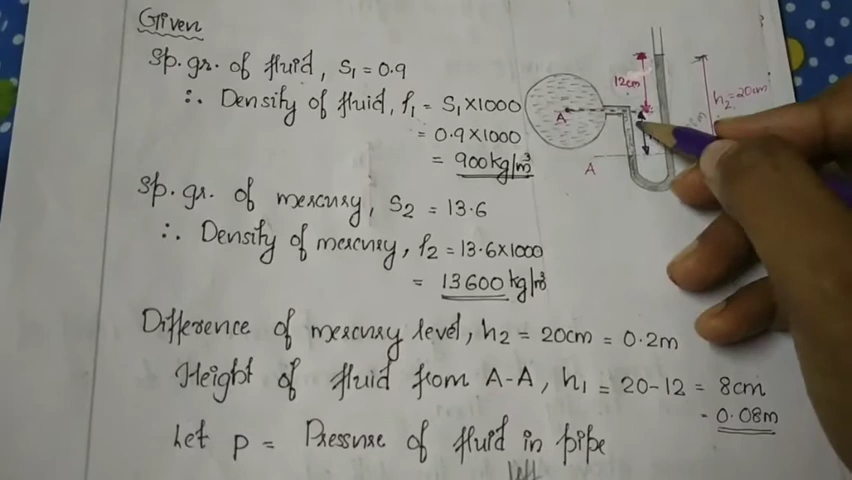 Given
Sp. gr. of fluid, S₁ = 0.9
∴ Density of fluid, ρ₁ = S₁ × 1000
= 0.9 × 1000
= 900 kg/m³
Sp. gr. of mercury, S₂ = 13.6
∴ Density of mercury, ρ₂ = 13.6 × 1000
= 13600 kg/m³
Difference of mercury level, h₂ = 20cm = 0.2m
Height of fluid from A-A, h₁ = 20-12 = 8cm
= 0.08m
Let P = Pressure of fluid in pipe
left
12cm
h₂=20cm
A
A